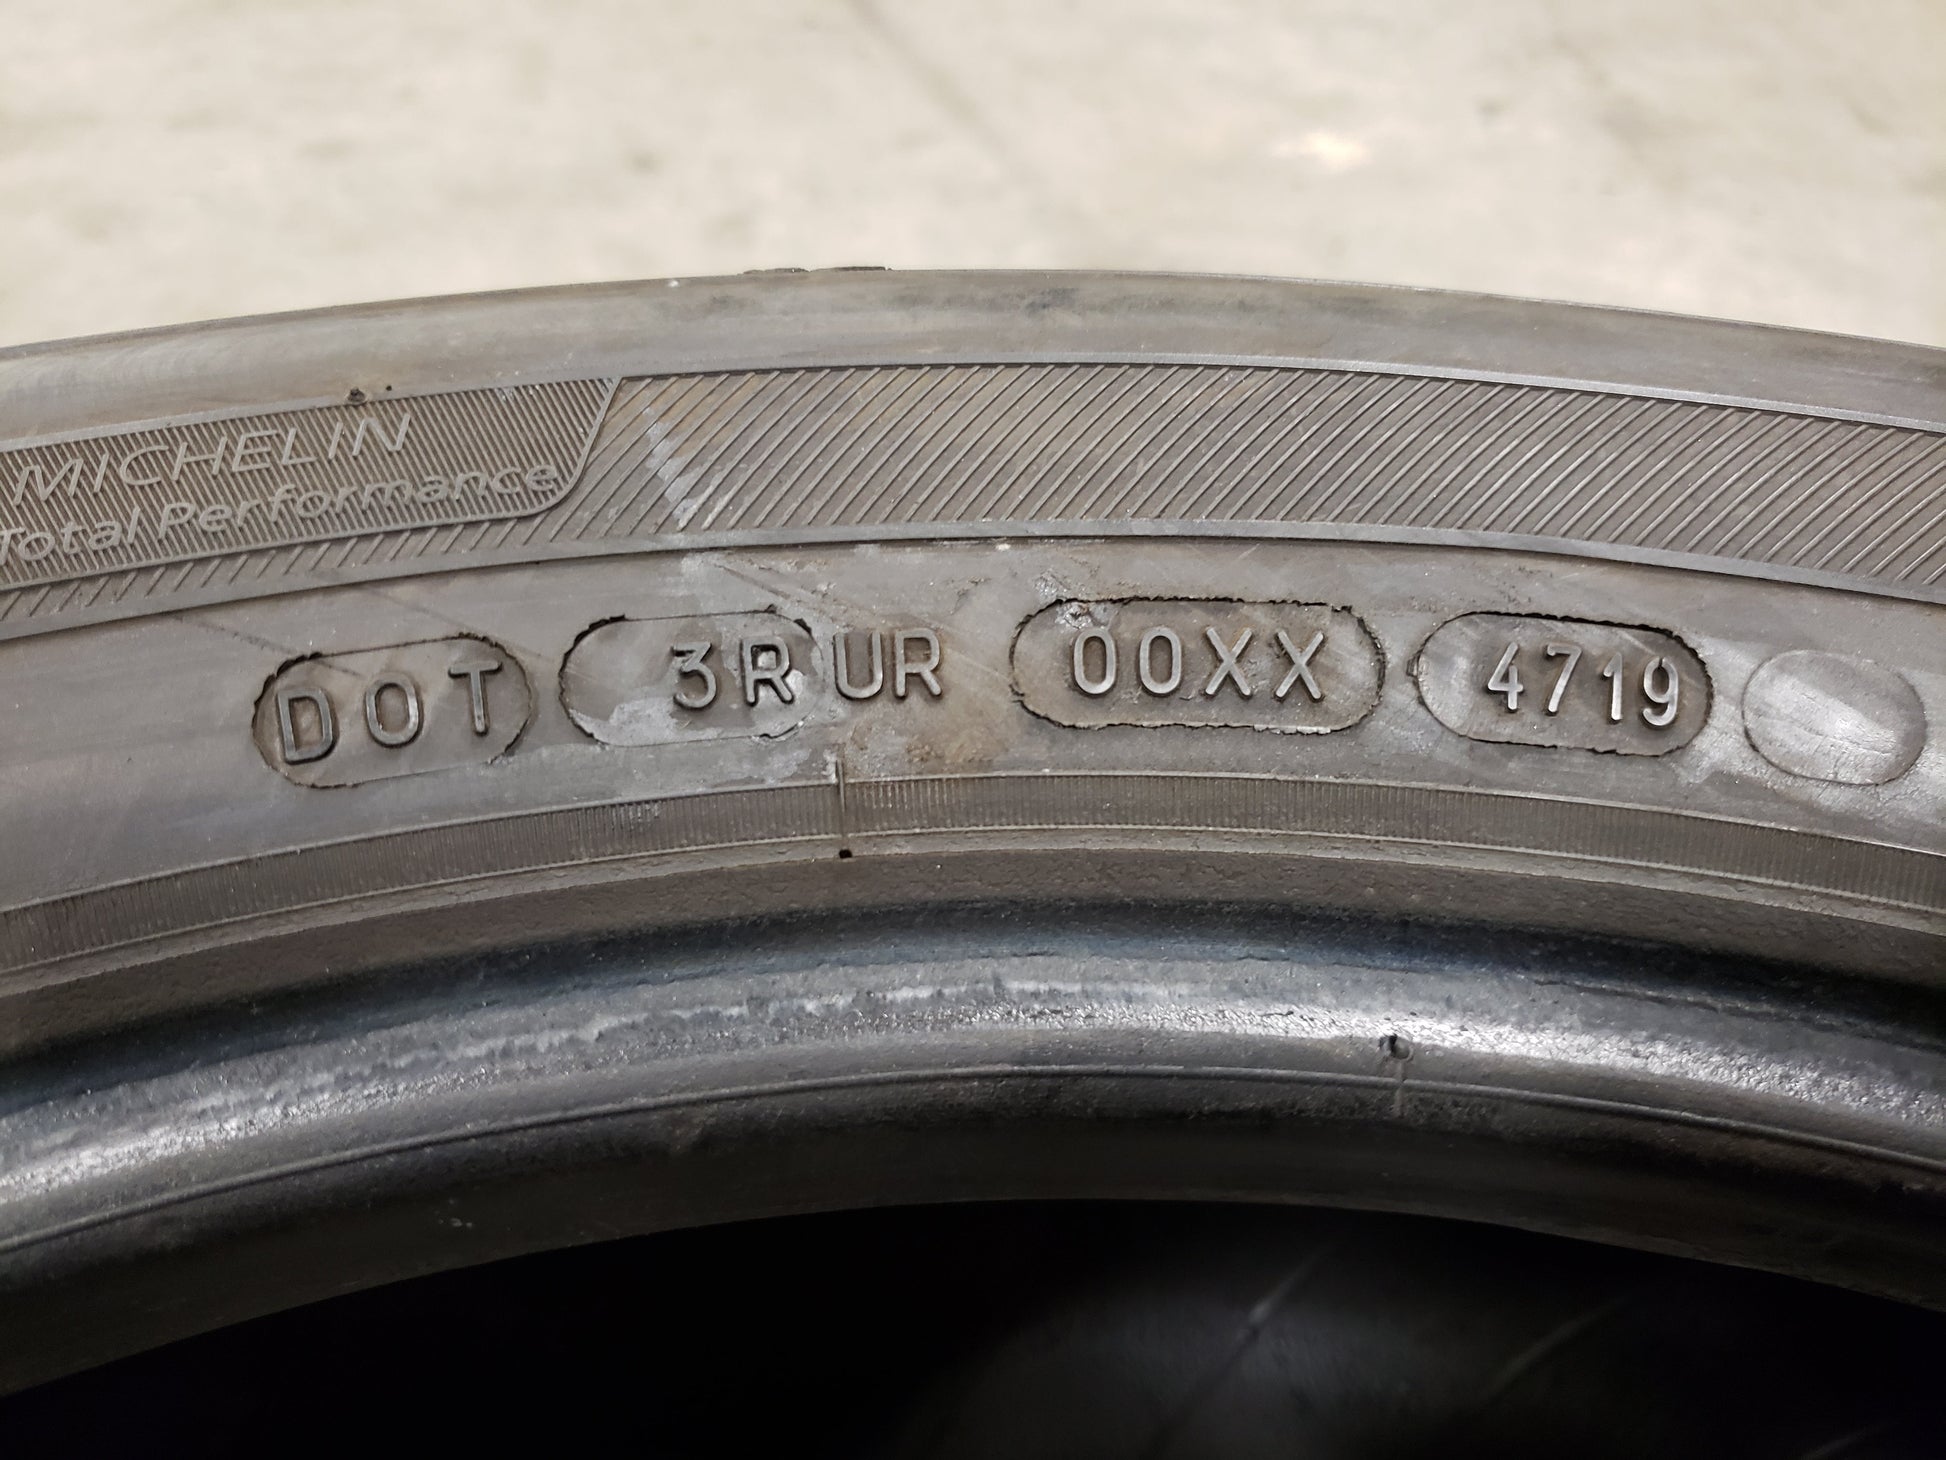 MICHELIN
Total Performance
DOT 3R UR 00XX 4719